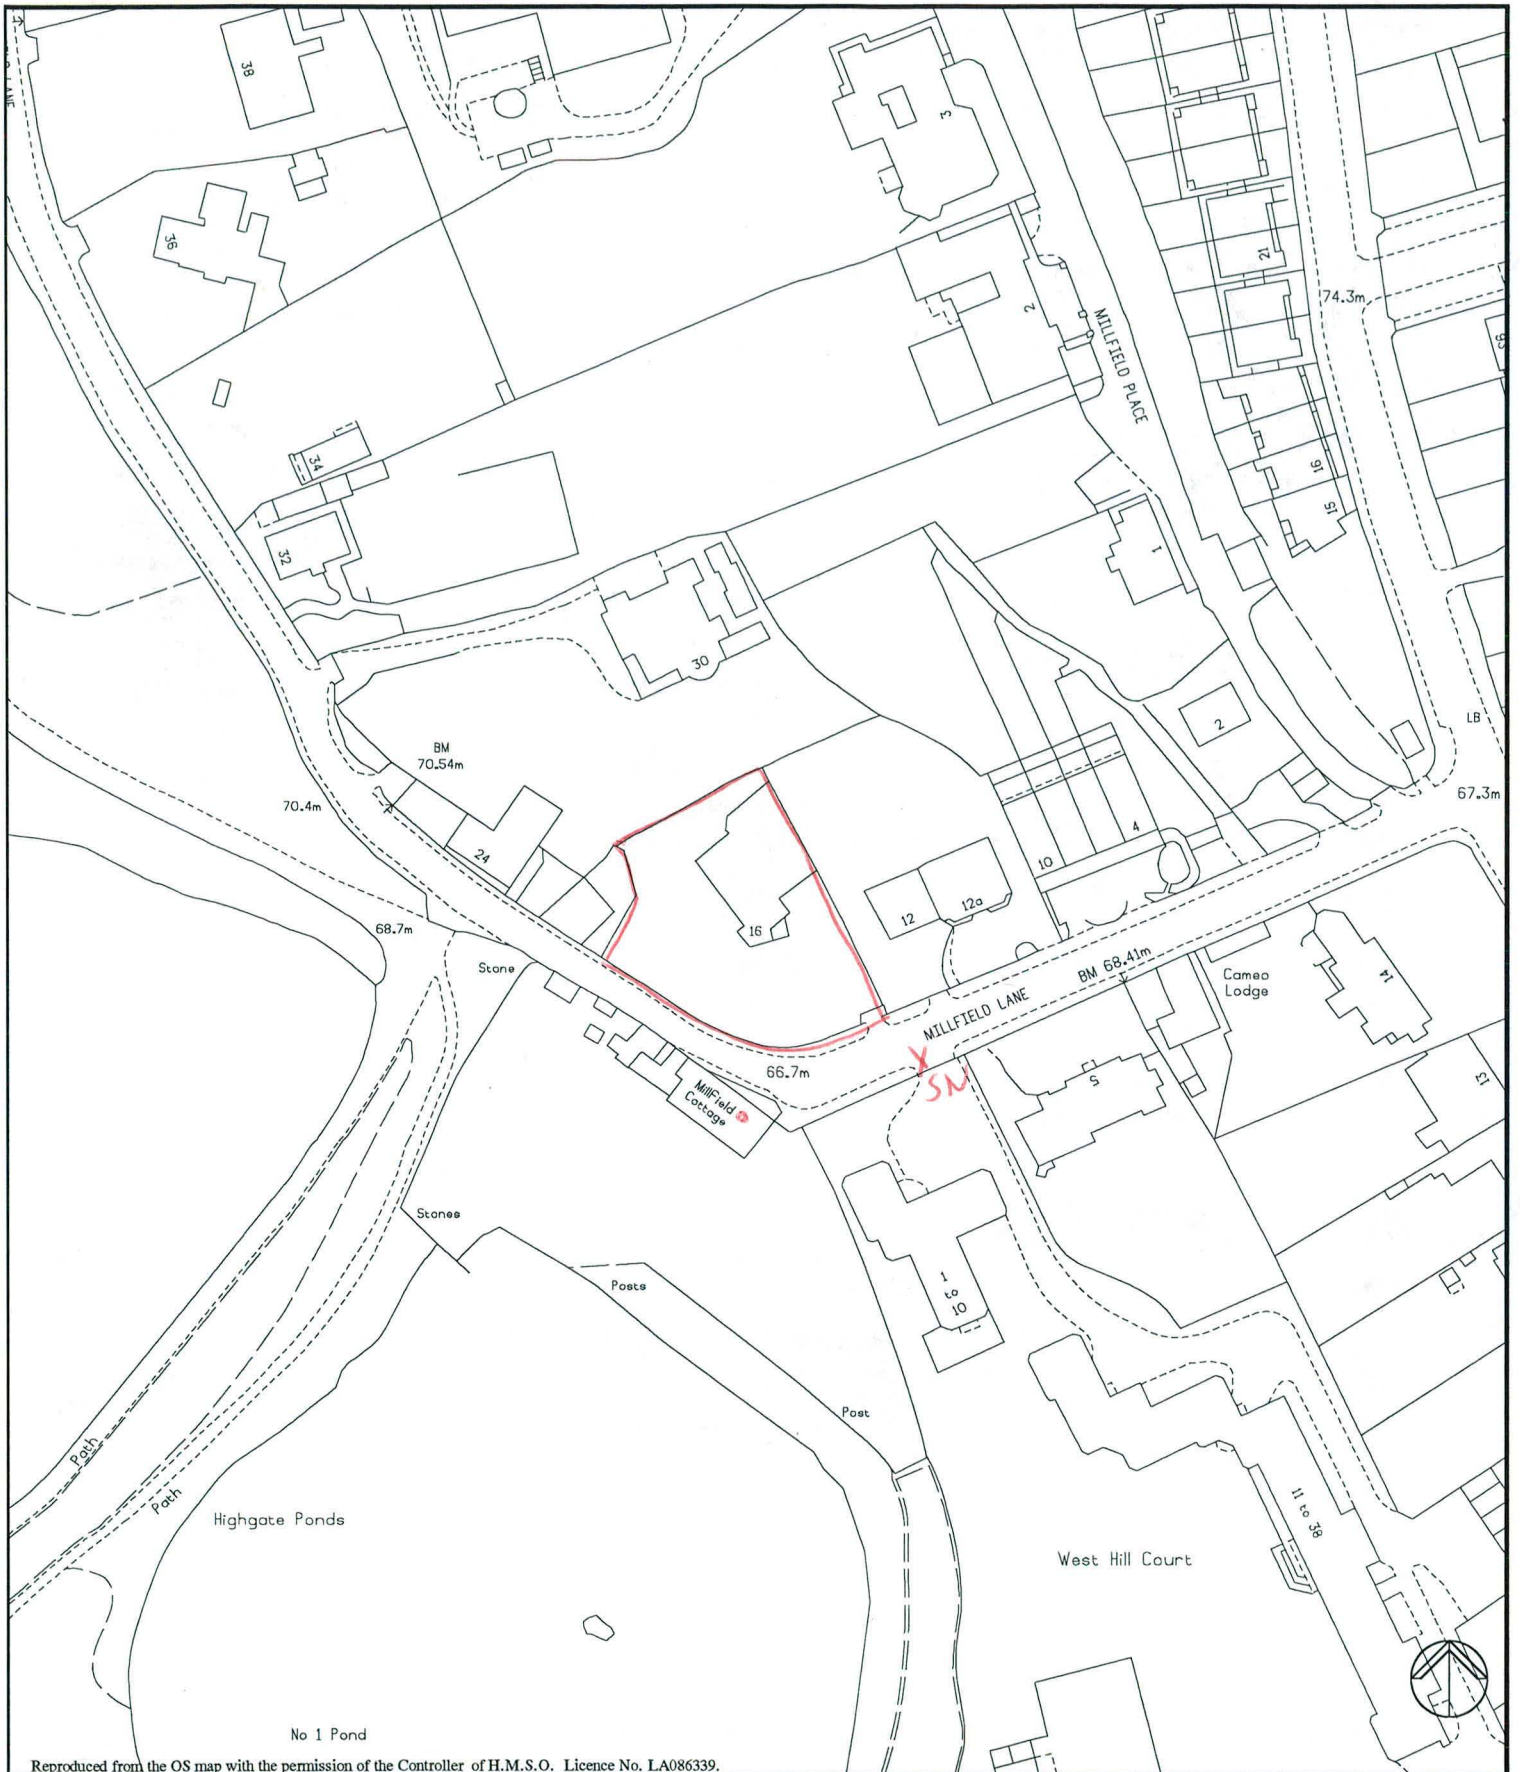 38
3
36
21
74.3m
2
MILLFIELD PLACE
34
16
15
32
1
30
2
LB
BM
70.54m
67.3m
70.4m
24
4
10
12a
12
16
68.7m
Stone
BM 68.41m
Cameo
Lodge
14
MILLFIELD LANE
X
SN
66.7m
5
13
MillField
Cottage
Stones
Posts
1
to
10
Post
Path
Path
Highgate Ponds
11 to 38
West Hill Court
No 1 Pond
Reproduced from the OS map with the permission of the Controller of H.M.S.O. Licence No. LA086339.